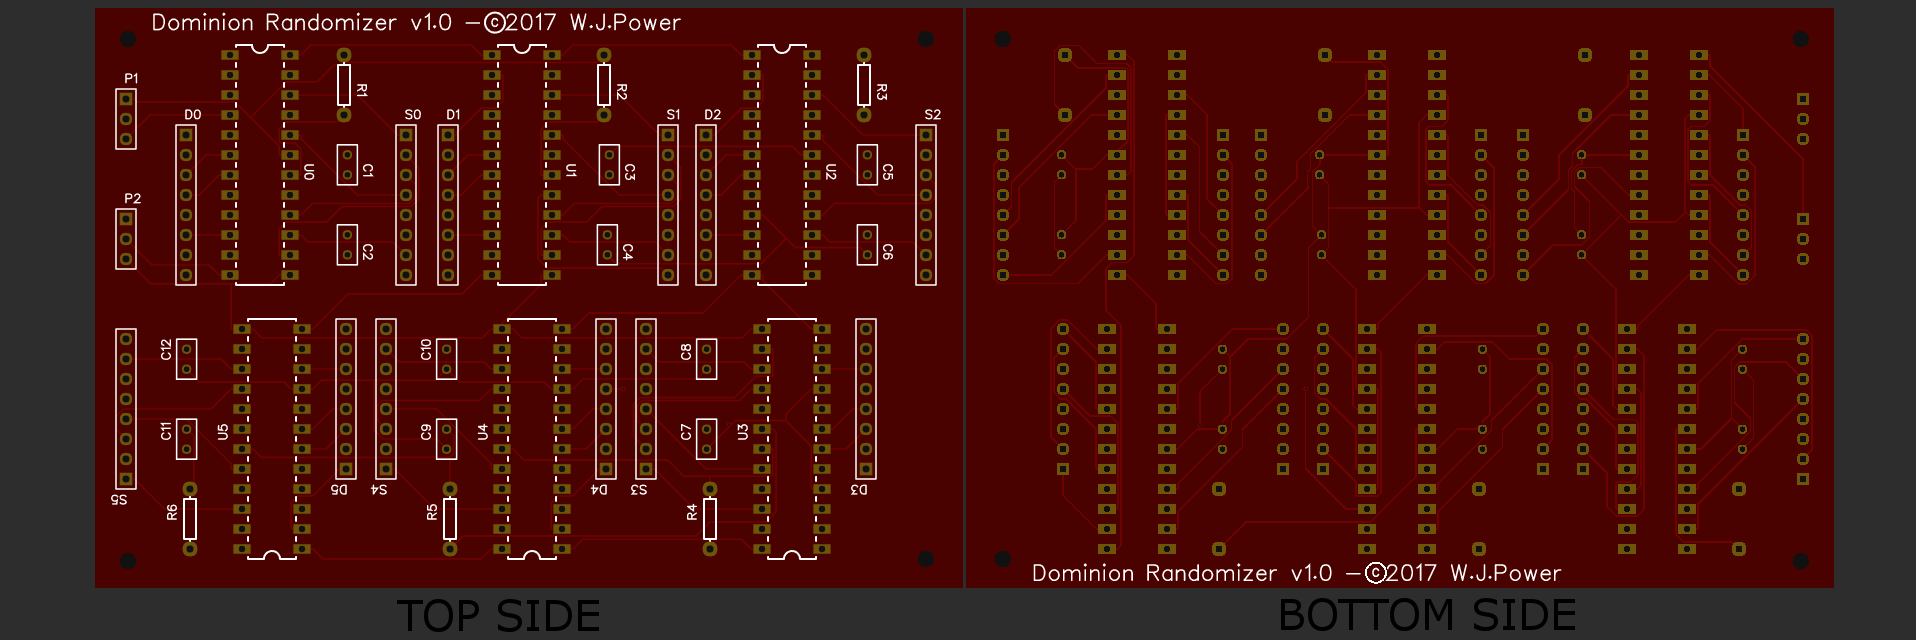 Dominion Randomizer v1.0 –©2017 W.J.Power
P1
R1
R2
R3
D0
S0
D1
S1
D2
S2
U0
C1
U1
C3
U2
C5
P2
C2
C4
C6
C12
C10
C8
C11
U5
C9
U4
C7
U3
S5
D5
S4
D4
S3
D3
R6
R5
R4
Dominion Randomizer v1.0 –©2017 W.J.Power
TOP SIDE
BOTTOM SIDE